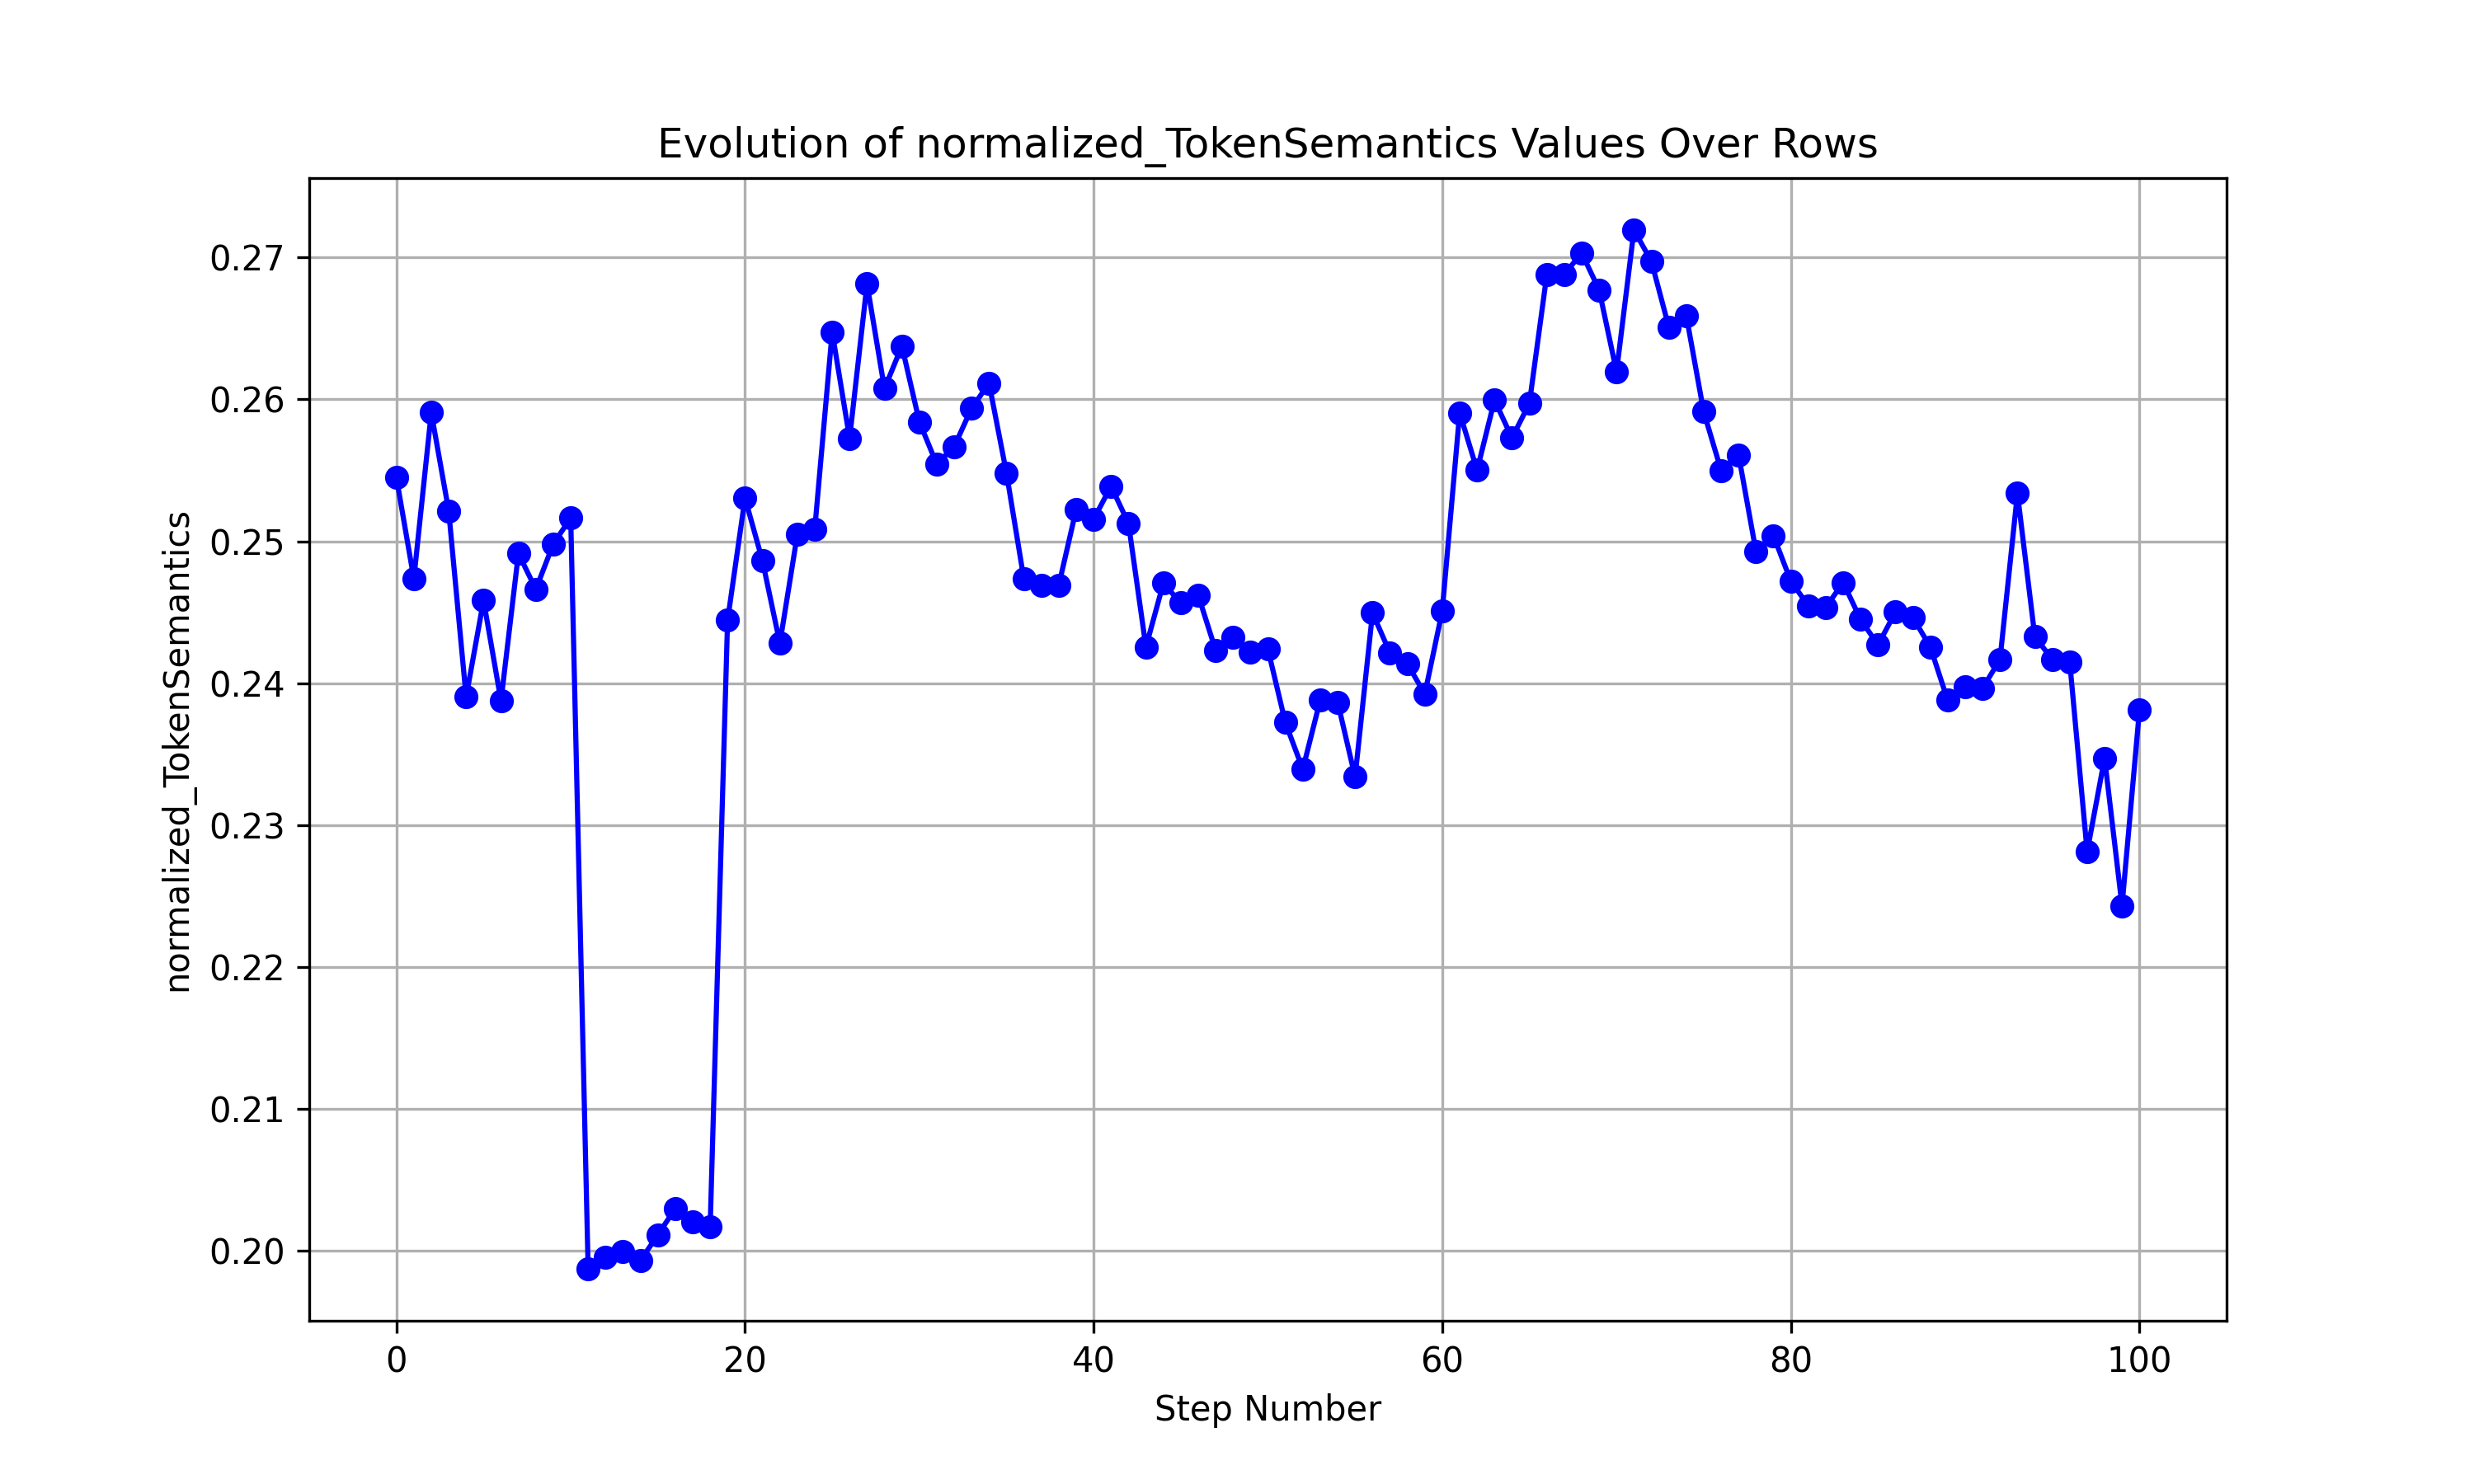 Evolution of normalized_TokenSemantics Values Over Rows
normalized_TokenSemantics
0.27
0.26
0.25
0.24
0.23
0.22
0.21
0.20
0 20 40 60 80 100
Step Number